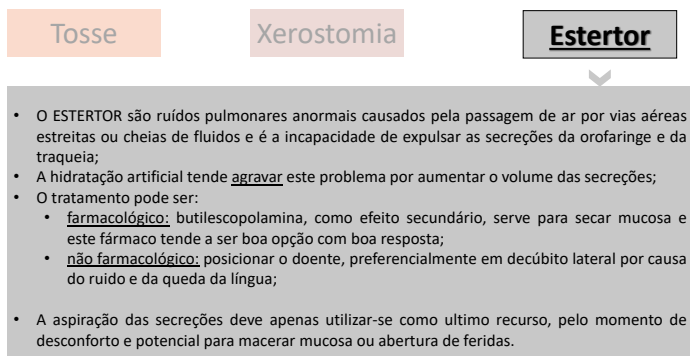 Tosse
Xerostomia
Estertor
• O ESTERTOR são ruídos pulmonares anormais causados pela passagem de ar por vias aéreas
estreitas ou cheias de fluidos e é a incapacidade de expulsar as secreções da orofaringe e da
traqueia;
• A hidratação artificial tende agravar este problema por aumentar o volume das secreções;
• O tratamento pode ser:
• farmacológico: butilescopolamina, como efeito secundário, serve para secar mucosa e
este fármaco tende a ser boa opção com boa resposta;
• não farmacológico: posicionar o doente, preferencialmente em decúbito lateral por causa
do ruido e da queda da língua;
• A aspiração das secreções deve apenas utilizar-se como ultimo recurso, pelo momento de
desconforto e potencial para macerar mucosa ou abertura de feridas.